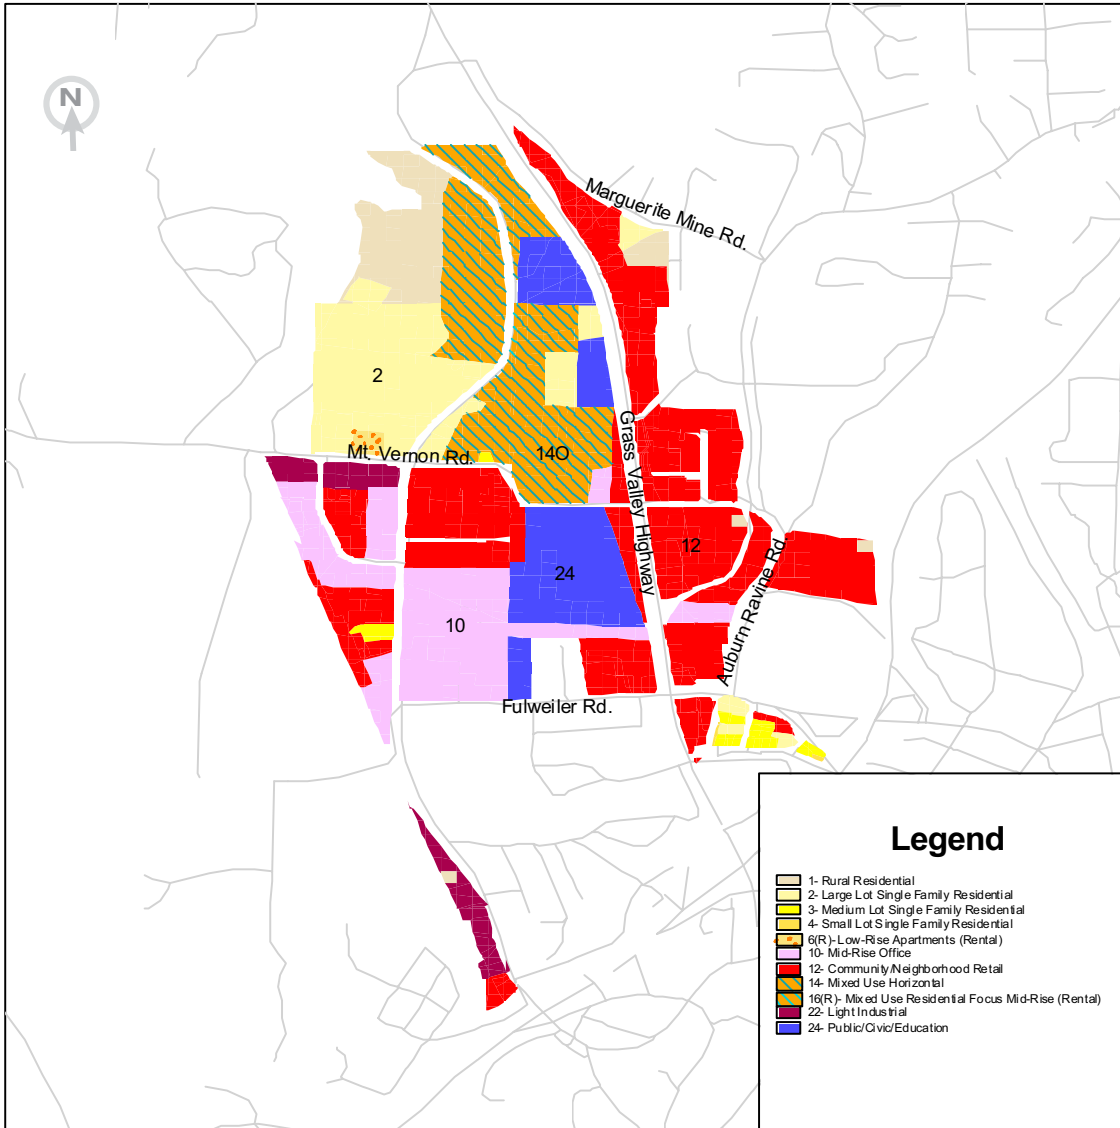 N
Marguerite Mine Rd.
2
Mt. Vernon Rd.
14O
Grass Valley Highway
12
24
Auburn Ravine Rd.
10
Fulweiler Rd.
Legend
1- Rural Residential
2- Large Lot Single Family Residential
3- Medium Lot Single Family Residential
4- Small Lot Single Family Residential
6(R)-Low-Rise Apartments (Rental)
10- Mid-Rise Office
12- Community/Neighborhood Retail
14- Mixed Use Horizontal
16(R)- Mixed Use Residential Focus Mid-Rise (Rental)
22- Light Industrial
24- Public/Civic/Education